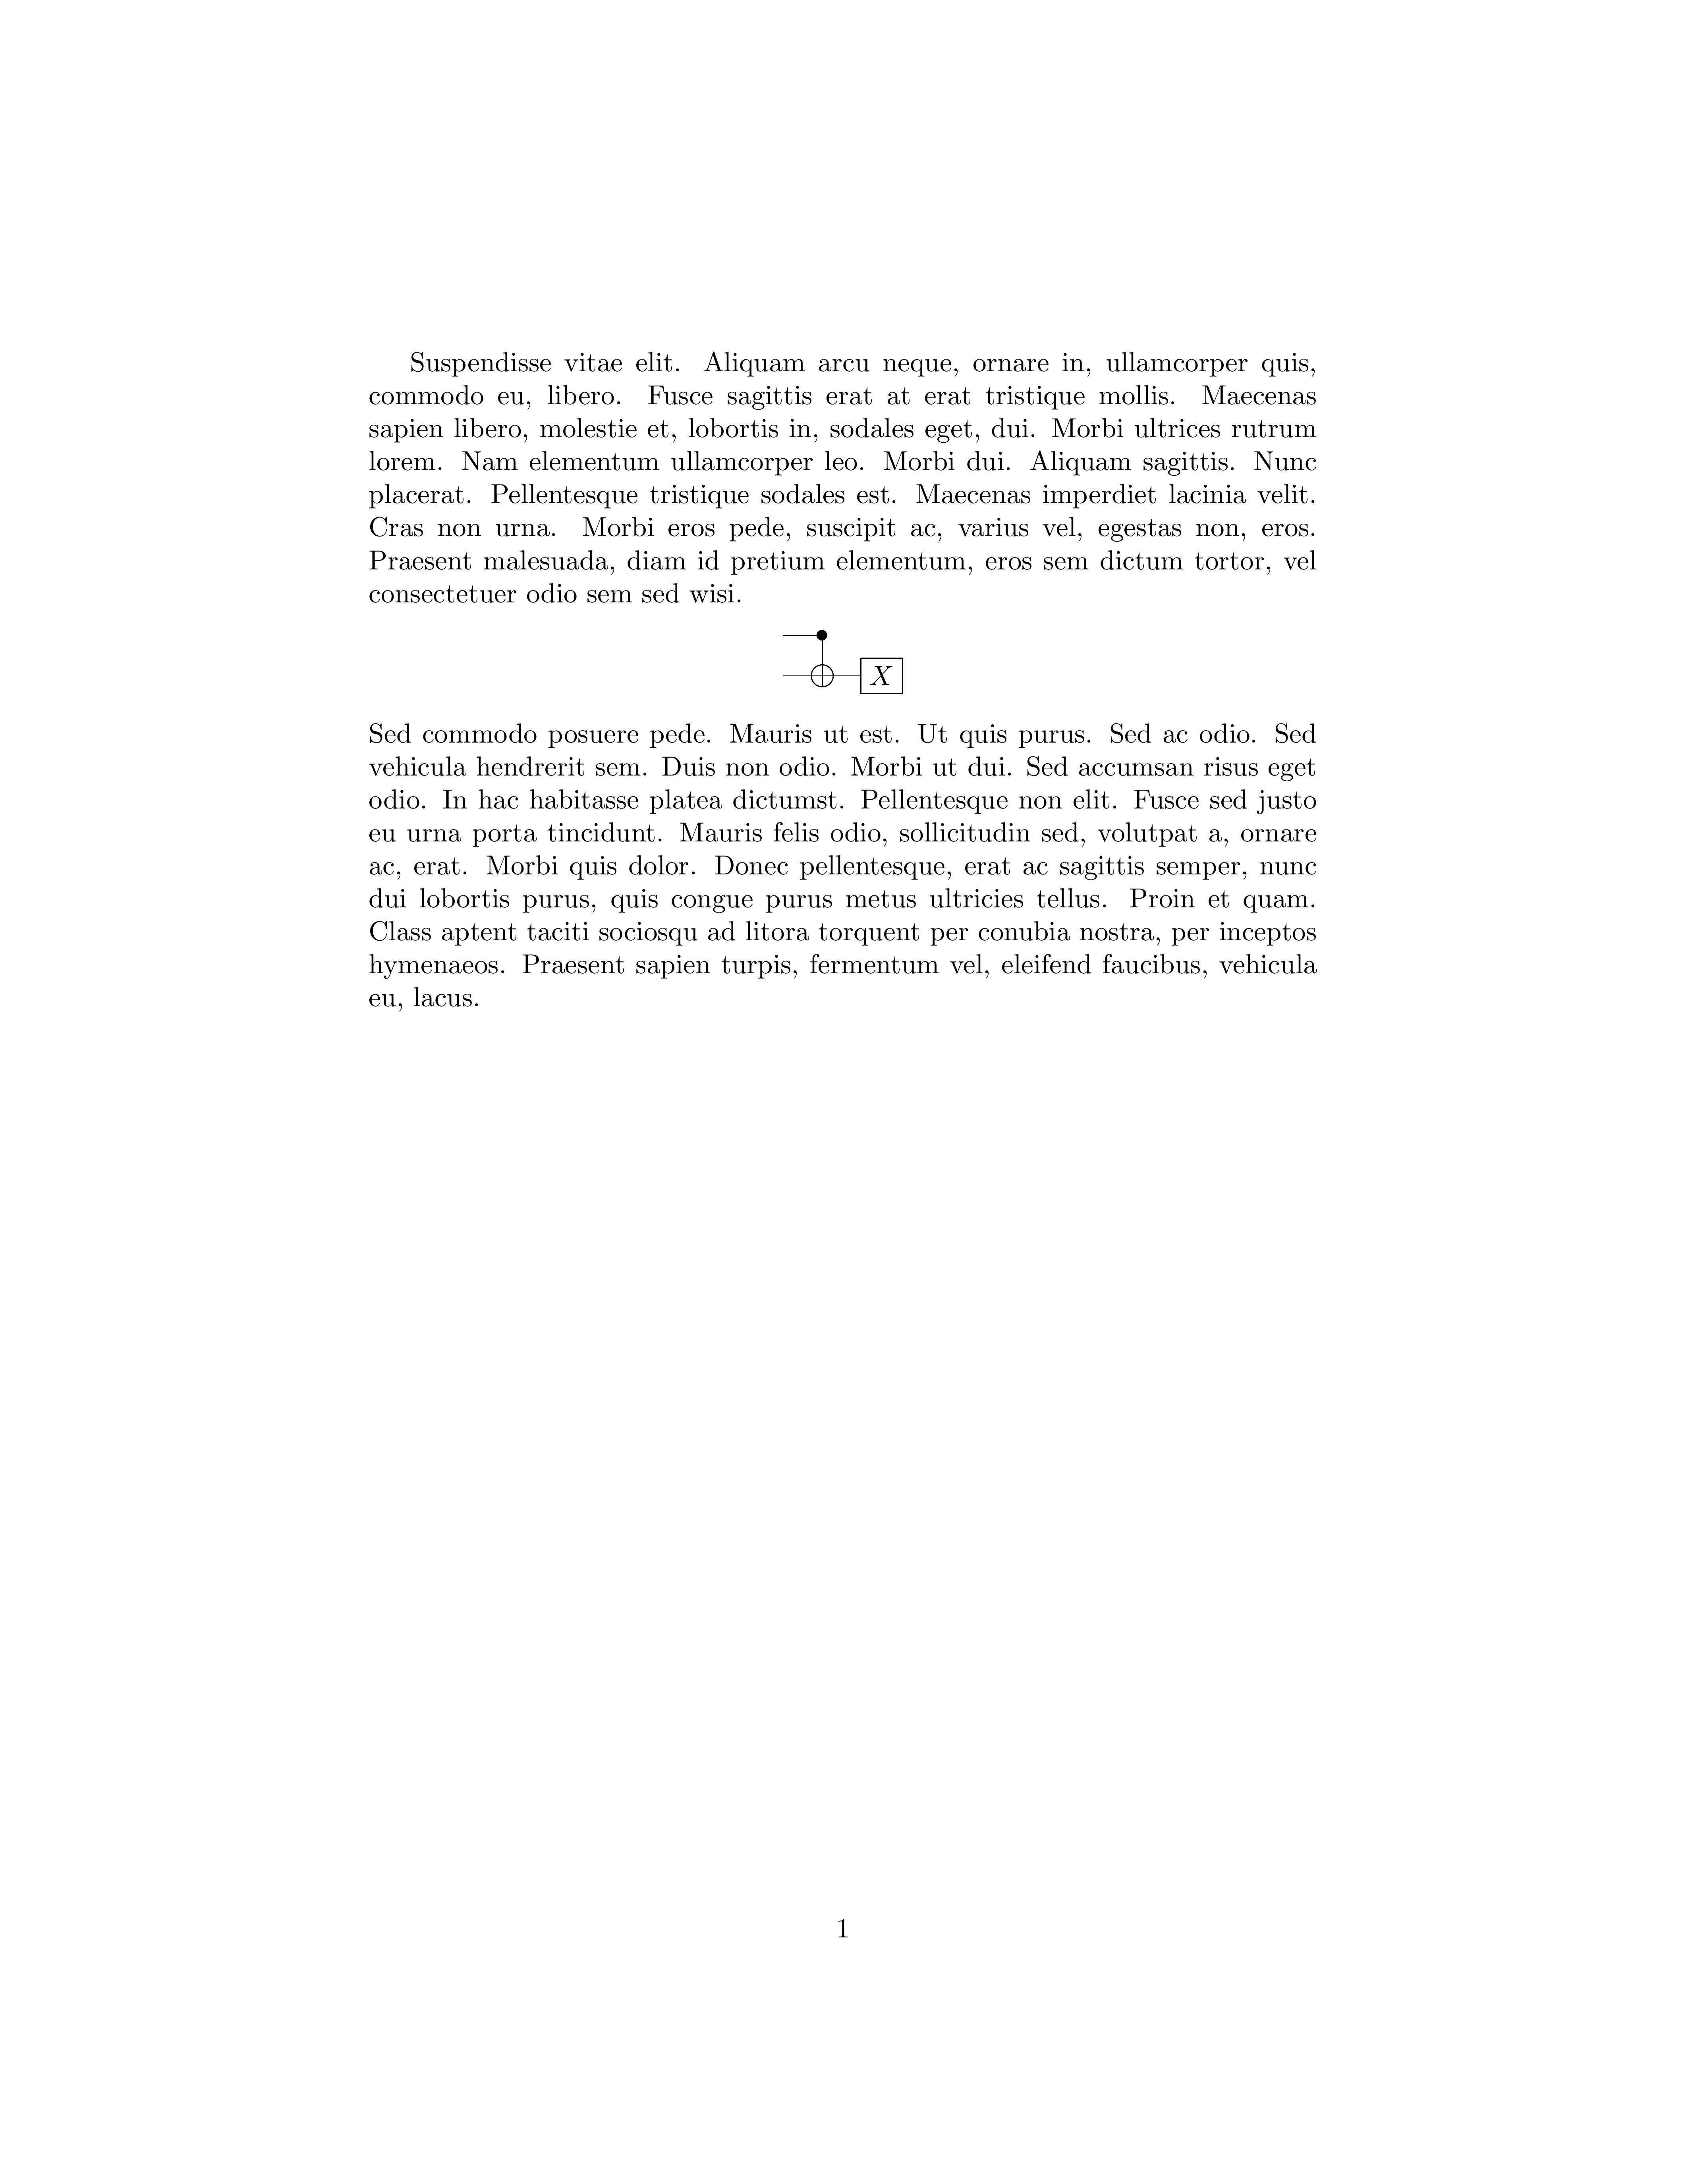 Suspendisse vitae elit. Aliquam arcu neque, ornare in, ullamcorper quis,
commodo eu, libero. Fusce sagittis erat at erat tristique mollis. Maecenas
sapien libero, molestie et, lobortis in, sodales eget, dui. Morbi ultrices rutrum
lorem. Nam elementum ullamcorper leo. Morbi dui. Aliquam sagittis. Nunc
placerat. Pellentesque tristique sodales est. Maecenas imperdiet lacinia velit.
Cras non urna. Morbi eros pede, suscipit ac, varius vel, egestas non, eros.
Praesent malesuada, diam id pretium elementum, eros sem dictum tortor, vel
consectetuer odio sem sed wisi.
X
Sed commodo posuere pede. Mauris ut est. Ut quis purus. Sed ac odio. Sed
vehicula hendrerit sem. Duis non odio. Morbi ut dui. Sed accumsan risus eget
odio. In hac habitasse platea dictumst. Pellentesque non elit. Fusce sed justo
eu urna porta tincidunt. Mauris felis odio, sollicitudin sed, volutpat a, ornare
ac, erat. Morbi quis dolor. Donec pellentesque, erat ac sagittis semper, nunc
dui lobortis purus, quis congue purus metus ultricies tellus. Proin et quam.
Class aptent taciti sociosqu ad litora torquent per conubia nostra, per inceptos
hymenaeos. Praesent sapien turpis, fermentum vel, eleifend faucibus, vehicula
eu, lacus.
1